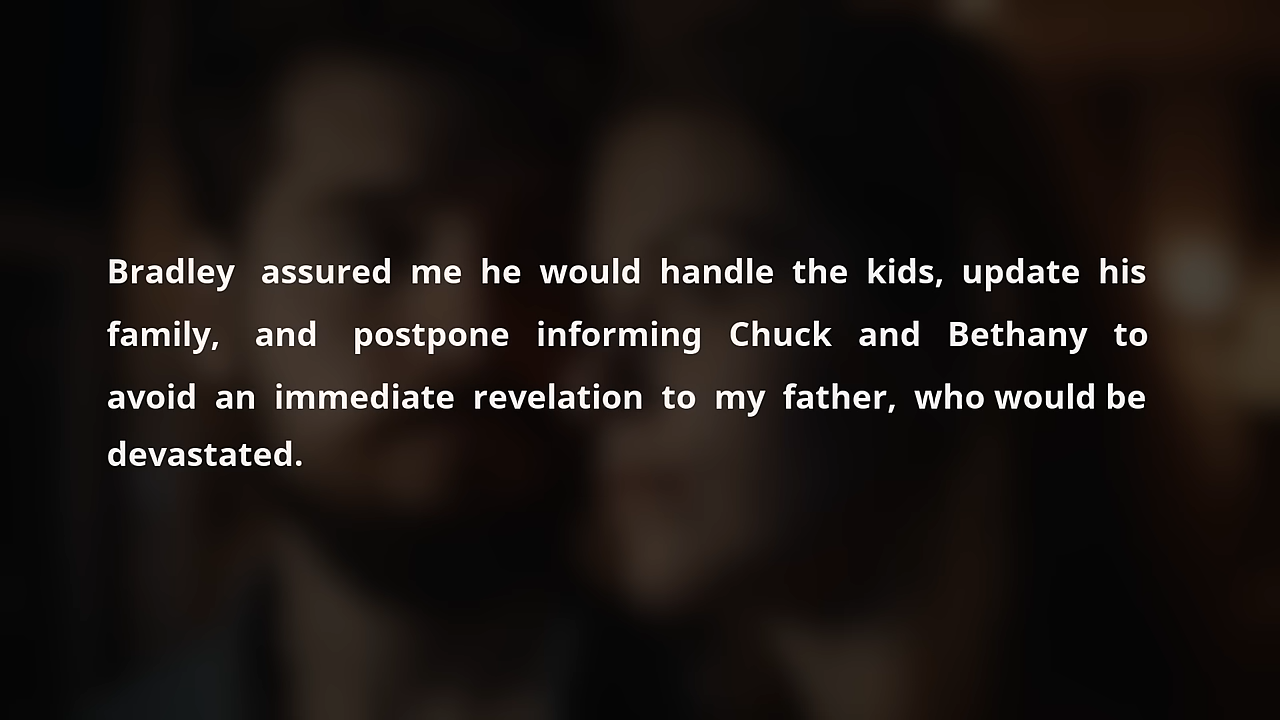 Bradley assured me he would handle the kids, update his
family, and postpone informing Chuck and Bethany to
avoid an immediate revelation to my father, who would be
devastated.